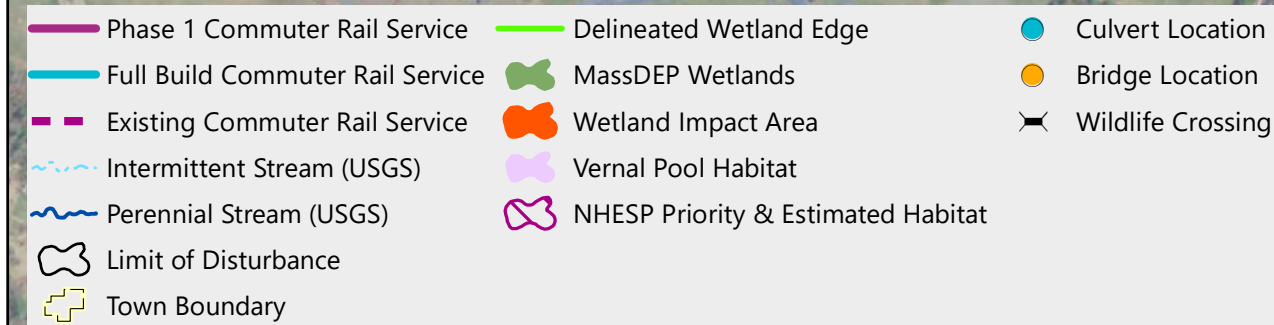 Phase 1 Commuter Rail Service
Full Build Commuter Rail Service
Existing Commuter Rail Service
Intermittent Stream (USGS)
Perennial Stream (USGS)
Limit of Disturbance
Town Boundary
Delineated Wetland Edge
MassDEP Wetlands
Wetland Impact Area
Vernal Pool Habitat
NHESP Priority & Estimated Habitat
Culvert Location
Bridge Location
Wildlife Crossing